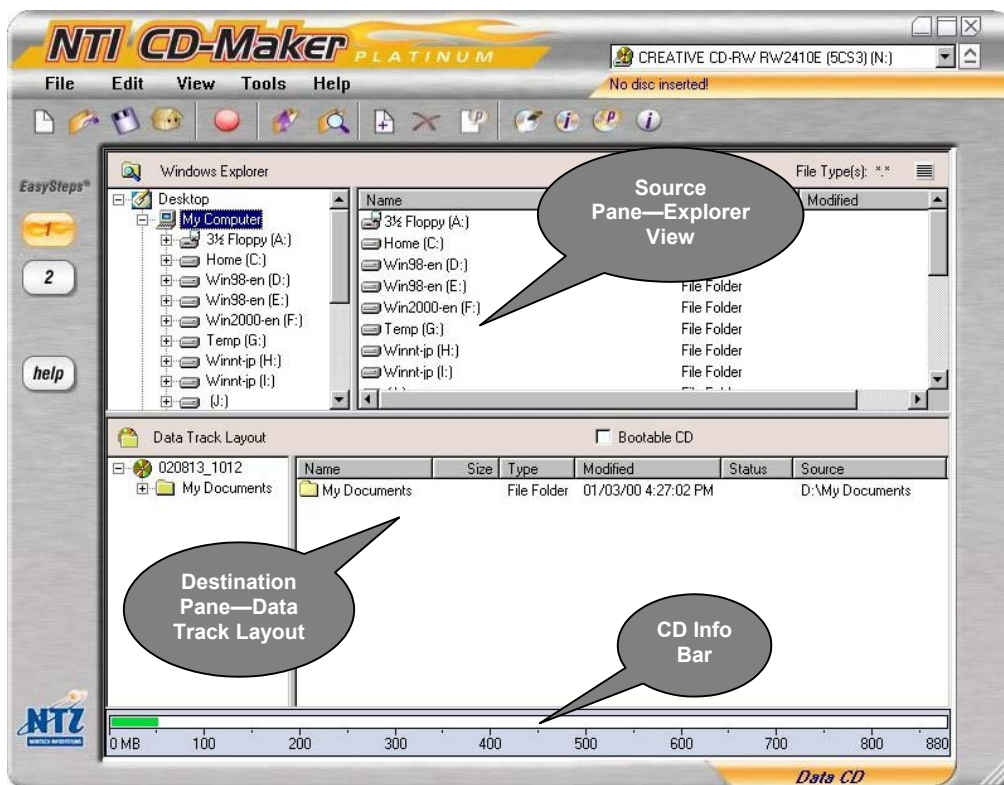 NTI CD-Maker PLATINUM
CREATIVE CD-RW RW2410E (5CS3) (N:)
File Edit View Tools Help
No disc inserted!
EasySteps®
1
2
help
Windows Explorer
File Type(s): *.*
Desktop
My Computer
3½ Floppy (A:)
Home (C:)
Win98-en (D:)
Win98-en (E:)
Win2000-en (F:)
Temp (G:)
Winnt-jp (H:)
Winnt-jp (I:)
(J:)
Name Modified
3½ Floppy (A:)
Home (C:)
Win98-en (D:)
Win98-en (E:) File Folder
Win2000-en (F:) File Folder
Temp (G:) File Folder
Winnt-jp (H:) File Folder
Winnt-jp (I:) File Folder
Source
Pane—Explorer
View
Data Track Layout
Bootable CD
020813_1012
My Documents
Name Size Type Modified Status Source
My Documents File Folder 01/03/00 4:27:02 PM D:\My Documents
Destination
Pane—Data
Track Layout
CD Info
Bar
NTI
0 MB 100 200 300 400 500 600 700 800 880
Data CD